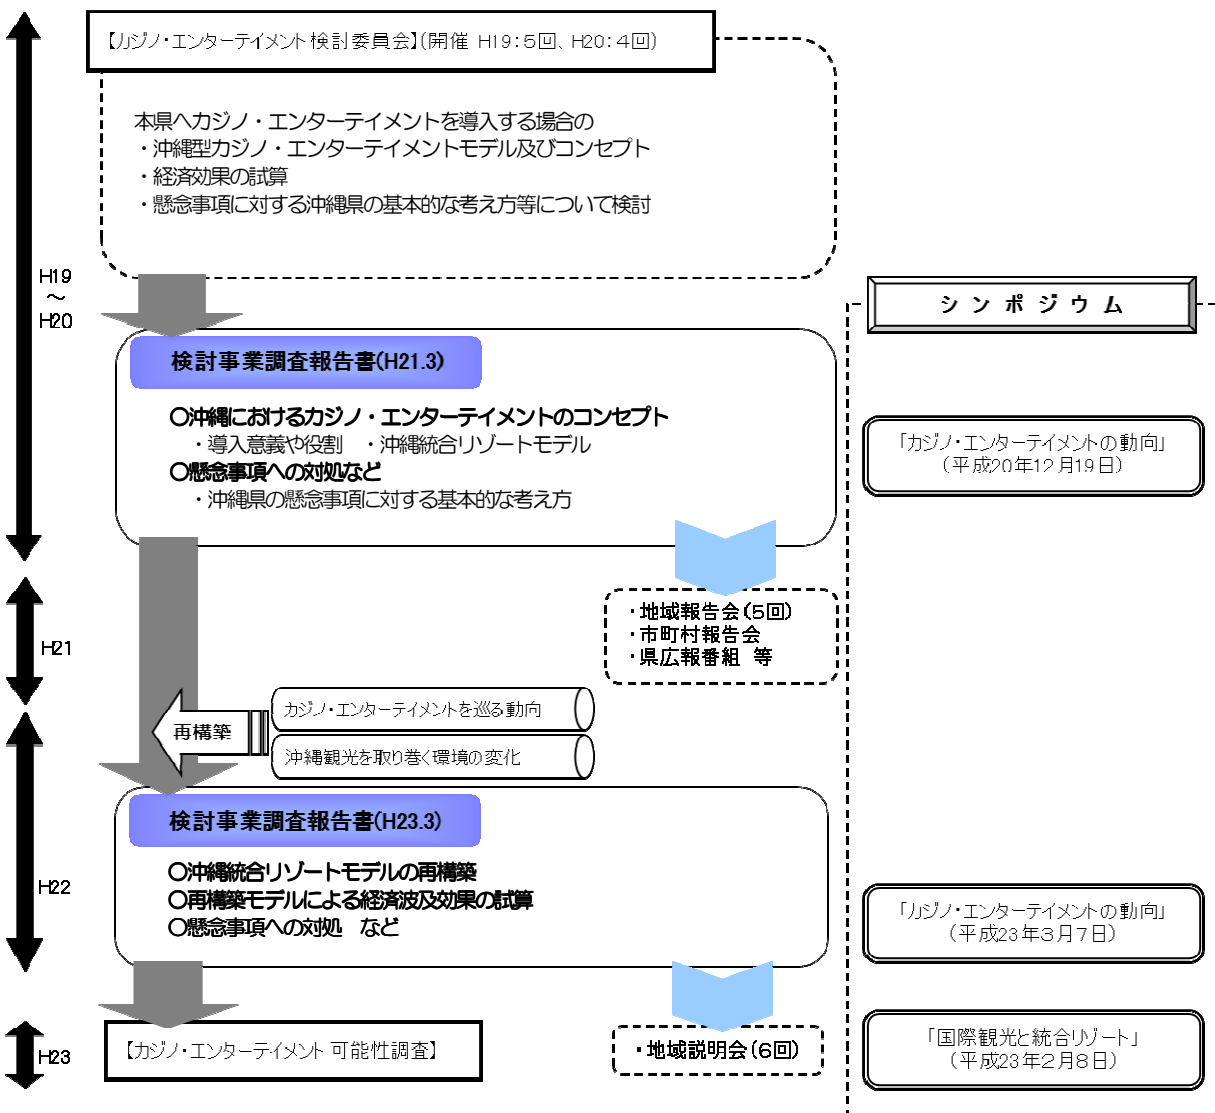 【カジノ・エンターテイメント検討委員会】(開催 H19:5回、H20:4回)
本県へカジノ・エンターテイメントを導入する場合の
・沖縄型カジノ・エンターテイメントモデル及びコンセプト
・経済効果の試算
・懸念事項に対する沖縄県の基本的な考え方等について検討
H19
～
H20
シンポジウム
検討事業調査報告書(H21.3)
○沖縄におけるカジノ・エンターテイメントのコンセプト
・導入意義や役割 ・沖縄統合リゾートモデル
○懸念事項への対処など
・沖縄県の懸念事項に対する基本的な考え方
「カジノ・エンターテイメントの動向」
(平成20年12月19日)
・地域報告会(5回)
・市町村報告会
・県広報番組 等
H21
カジノ・エンターテイメントを巡る動向
再構築
沖縄観光を取り巻く環境の変化
検討事業調査報告書(H23.3)
○沖縄統合リゾートモデルの再構築
○再構築モデルによる経済波及効果の試算
○懸念事項への対処 など
H22
「カジノ・エンターテイメントの動向」
(平成23年3月7日)
H23
【カジノ・エンターテイメント 可能性調査】
・地域説明会(6回)
「国際観光と統合リゾート」
(平成23年2月8日)